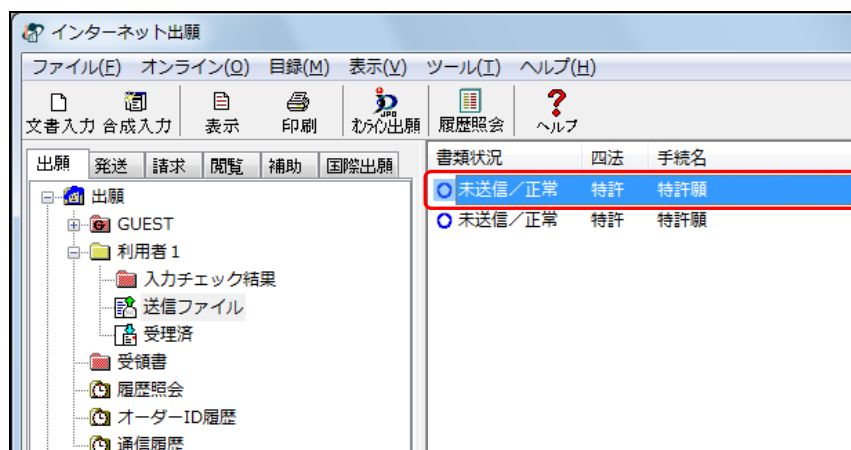 インターネット出願
ファイル(F) オンライン(O) 目録(M) 表示(V) ツール(T) ヘルプ(H)
JPO
文書入力 合成入力 表示 印刷 オンライン出願 履歴照会 ヘルプ
出願 発送 請求 閲覧 補助 国際出願
書類状況 四法 手続名
出願
未送信／正常 特許 特許願
GUEST
未送信／正常 特許 特許願
利用者1
入力チェック結果
送信ファイル
受理済
受領書
履歴照会
オーダーID履歴
通信履歴